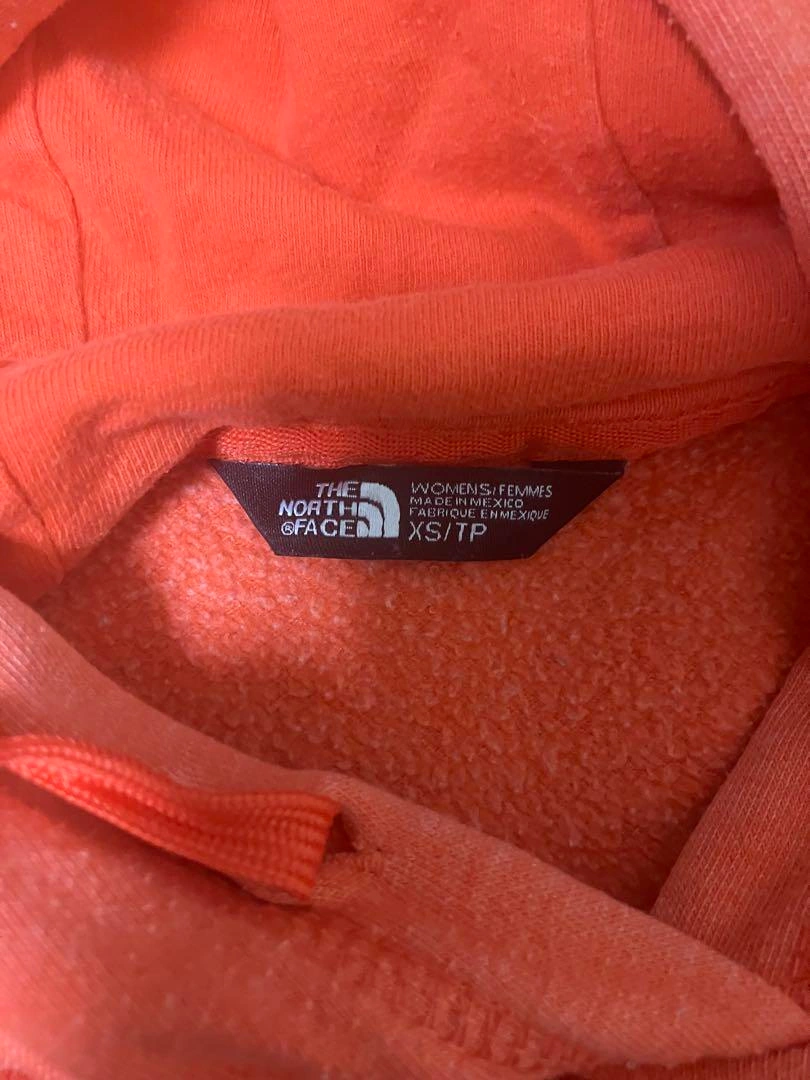 THE
NORTH
®FACE
WOMENS/FEMMES
MADE IN MEXICO
FABRIQUE EN MEXIQUE
XS/TP